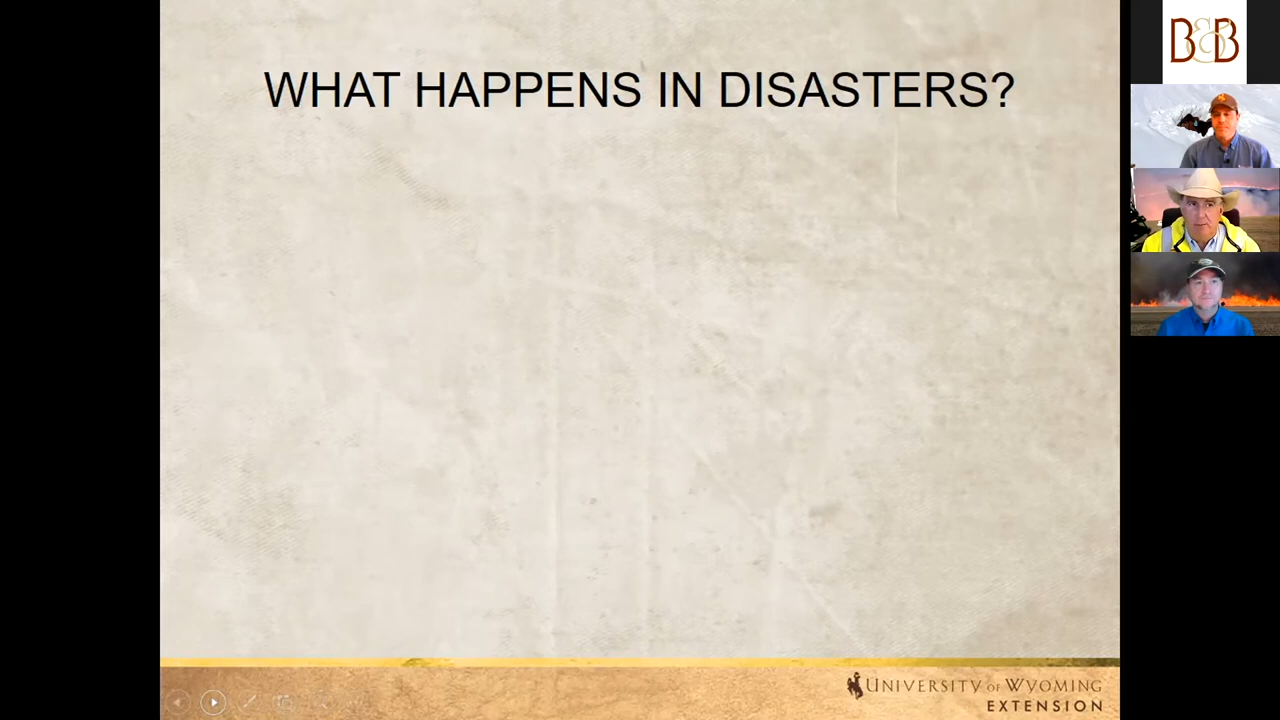 WHAT HAPPENS IN DISASTERS?
B&B
UNIVERSITY OF WYOMING
EXTENSION